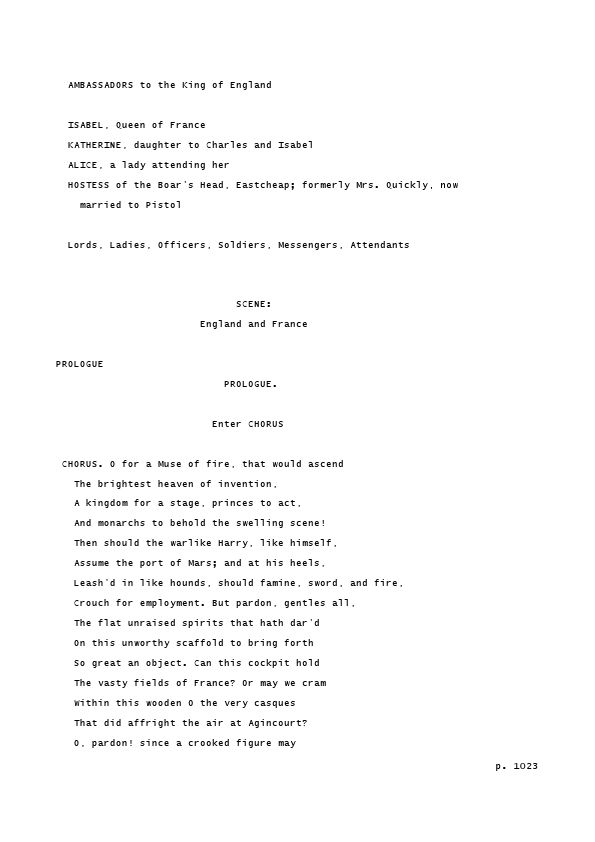 AMBASSADORS to the King of England
ISABEL, Queen of France
KATHERINE, daughter to Charles and Isabel
ALICE, a lady attending her
HOSTESS of the Boar's Head, Eastcheap; formerly Mrs. Quickly, now
married to Pistol
Lords, Ladies, Officers, Soldiers, Messengers, Attendants
SCENE:
England and France
PROLOGUE
PROLOGUE.
Enter CHORUS
CHORUS. O for a Muse of fire, that would ascend
The brightest heaven of invention,
A kingdom for a stage, princes to act,
And monarchs to behold the swelling scene!
Then should the warlike Harry, like himself,
Assume the port of Mars; and at his heels,
Leash'd in like hounds, should famine, sword, and fire,
Crouch for employment. But pardon, gentles all,
The flat unraised spirits that hath dar'd
On this unworthy scaffold to bring forth
So great an object. Can this cockpit hold
The vasty fields of France? Or may we cram
Within this wooden O the very casques
That did affright the air at Agincourt?
O, pardon! since a crooked figure may
p. 1023